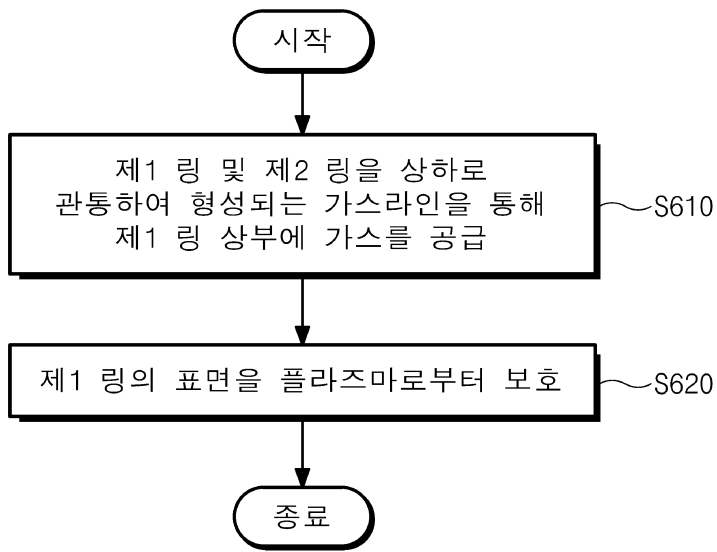 시작
제1 링 및 제2 링을 상하로
관통하여 형성되는 가스라인을 통해
제1 링 상부에 가스를 공급
S610
제1 링의 표면을 플라즈마로부터 보호
S620
종료